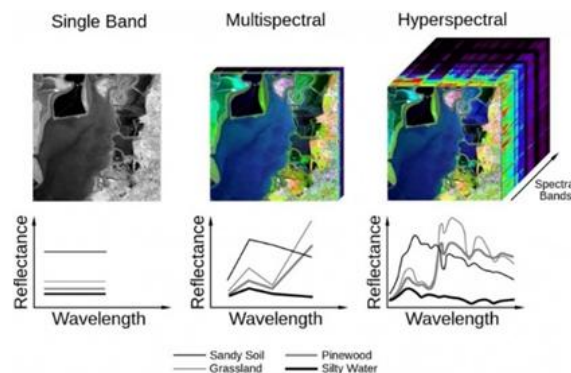 Single Band
Multispectral
Hyperspectral
Spectral
Bands
Reflectance
Wavelength
Reflectance
Wavelength
Reflectance
Wavelength
Sandy Soil
Pinewood
Grassland
Silty Water